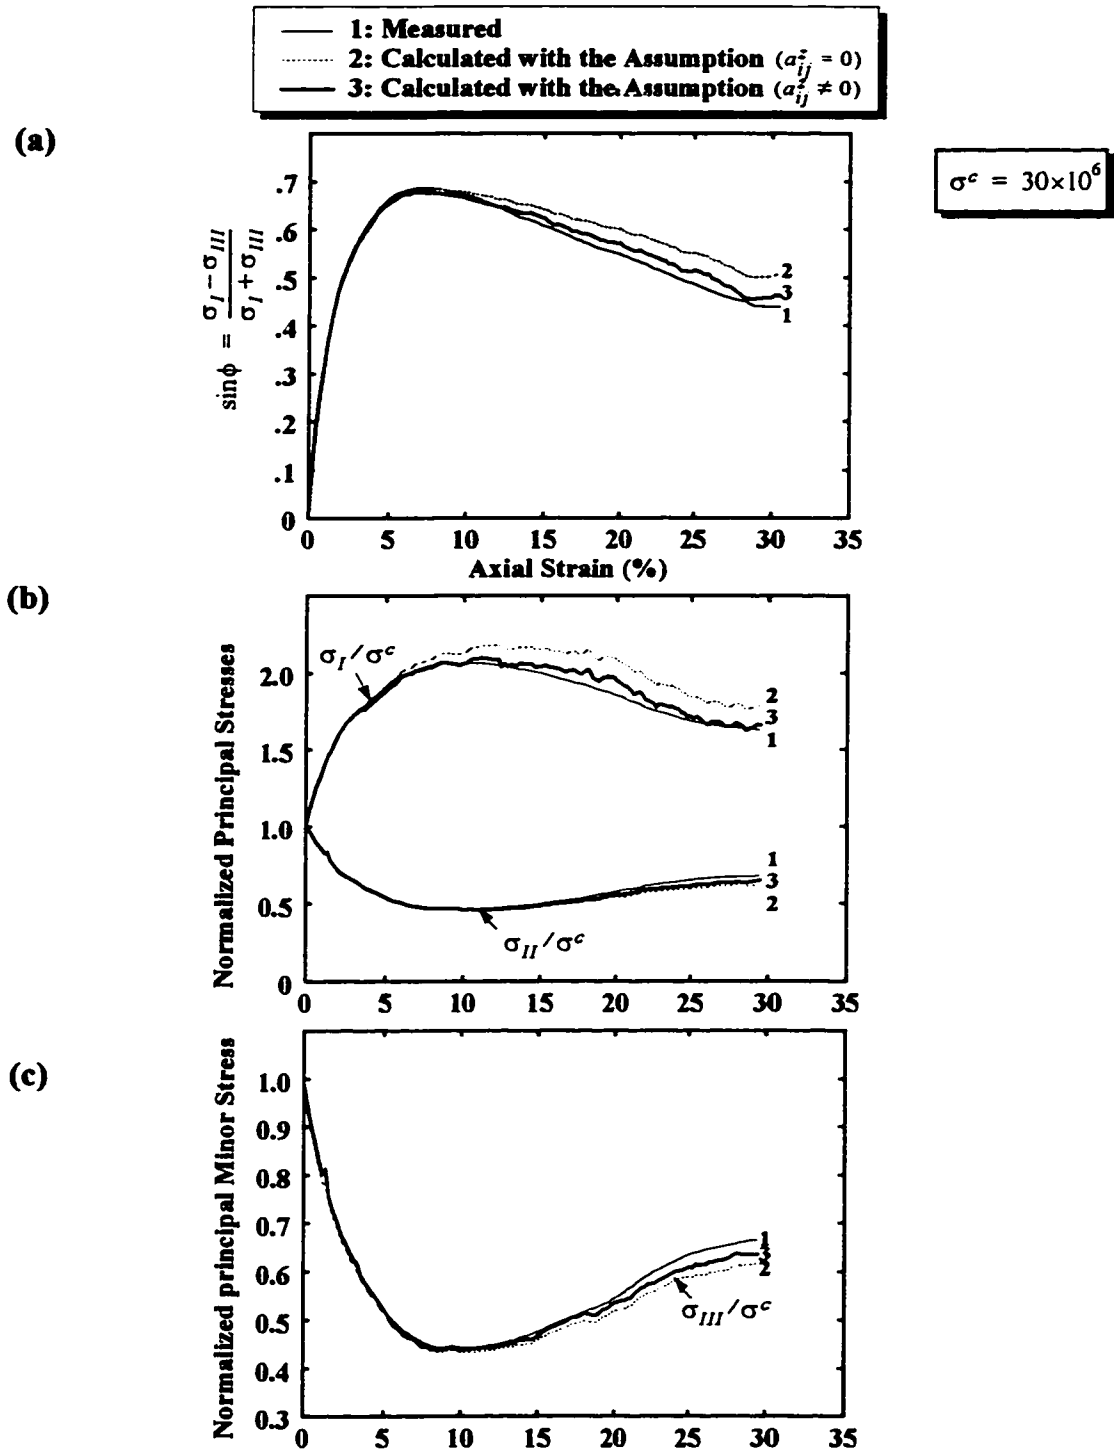 1: Measured
2: Calculated with the Assumption (a^z_ij = 0)
3: Calculated with the Assumption (a^z_ij ≠ 0)
(a)
σ^c = 30×10^6
sinϕ = (σ_I − σ_III) / (σ_I + σ_III)
.7
.6
.5
.4
.3
.2
.1
0
2
3
1
0 5 10 15 20 25 30 35
Axial Strain (%)
(b)
Normalized Principal Stresses
2.0
1.5
1.0
0.5
0
σ_I/σ^c
2
3
1
1
3
2
σ_II/σ^c
0 5 10 15 20 25 30 35
(c)
Normalized principal Minor Stress
1.0
0.9
0.8
0.7
0.6
0.5
0.4
0.3
1
3
2
σ_III/σ^c
0 5 10 15 20 25 30 35